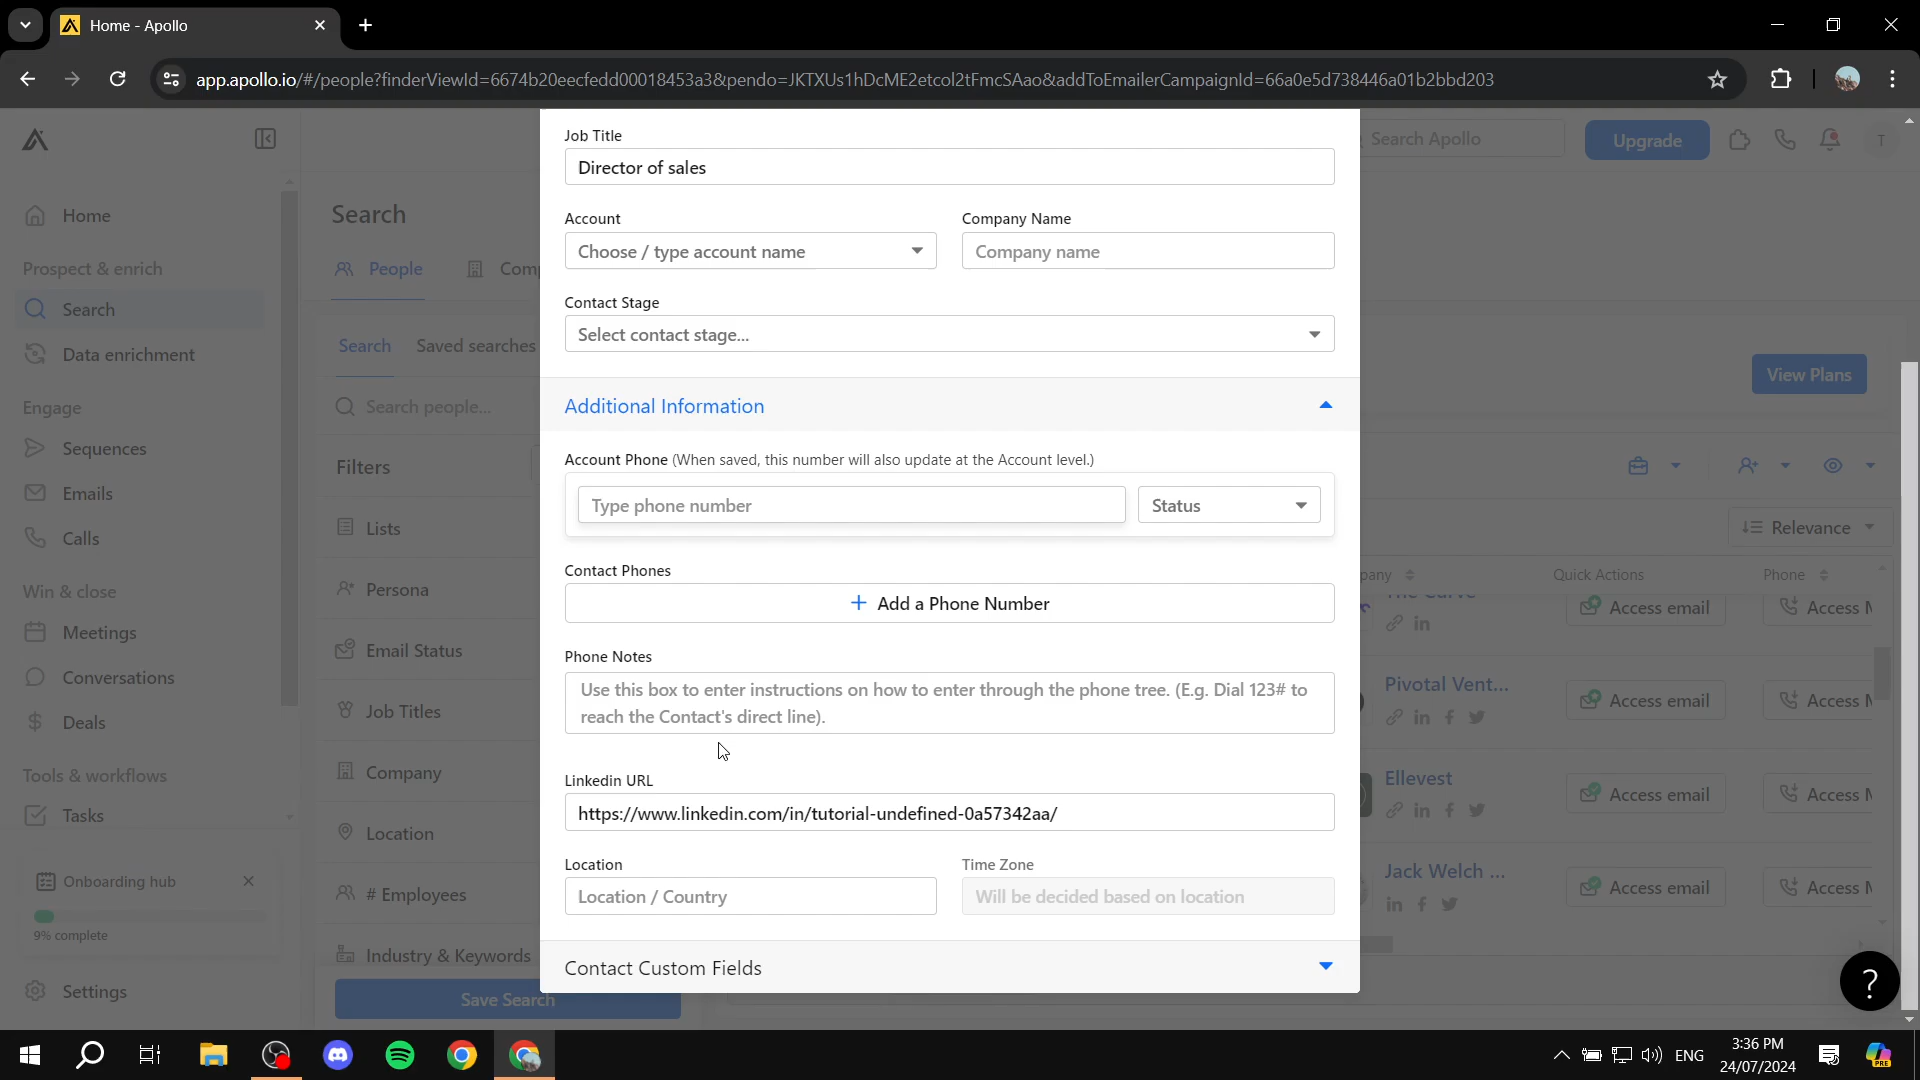 Home - Apollo
app.apollo.io/#/people?finderViewId=6674b20eecfedd00018453a3&pendo=JKTXUs1hDcME2etcol2tFmcSAao&addToEmailerCampaignId=66a0e5d738446a01b2bbd203
Search Apollo
Upgrade
T
Home
Prospect & enrich
Search
Data enrichment
Engage
Sequences
Emails
Calls
Win & close
Meetings
Conversations
Deals
Tools & workflows
Tasks
Onboarding hub
9% complete
Settings
Search
People
Search
Saved searches
Search people...
Filters
Lists
Persona
Email Status
Job Titles
Company
Location
# Employees
Industry & Keywords
Save Search
Job Title
Director of sales
Account
Company Name
Choose / type account name
Company name
Contact Stage
Select contact stage...
Additional Information
Account Phone (When saved, this number will also update at the Account level.)
Type phone number
Status
Contact Phones
+ Add a Phone Number
Phone Notes
Use this box to enter instructions on how to enter through the phone tree. (E.g. Dial 123# to
reach the Contact's direct line).
Linkedin URL
https://www.linkedin.com/in/tutorial-undefined-0a57342aa/
Location
Time Zone
Location / Country
Will be decided based on location
Contact Custom Fields
View Plans
Relevance
Quick Actions
Phone
Access email
Access
Pivotal Vent...
Access email
Access
Ellevest
Access email
Access
Jack Welch ...
Access email
Access
?
ENG
3:36 PM
24/07/2024
PRE